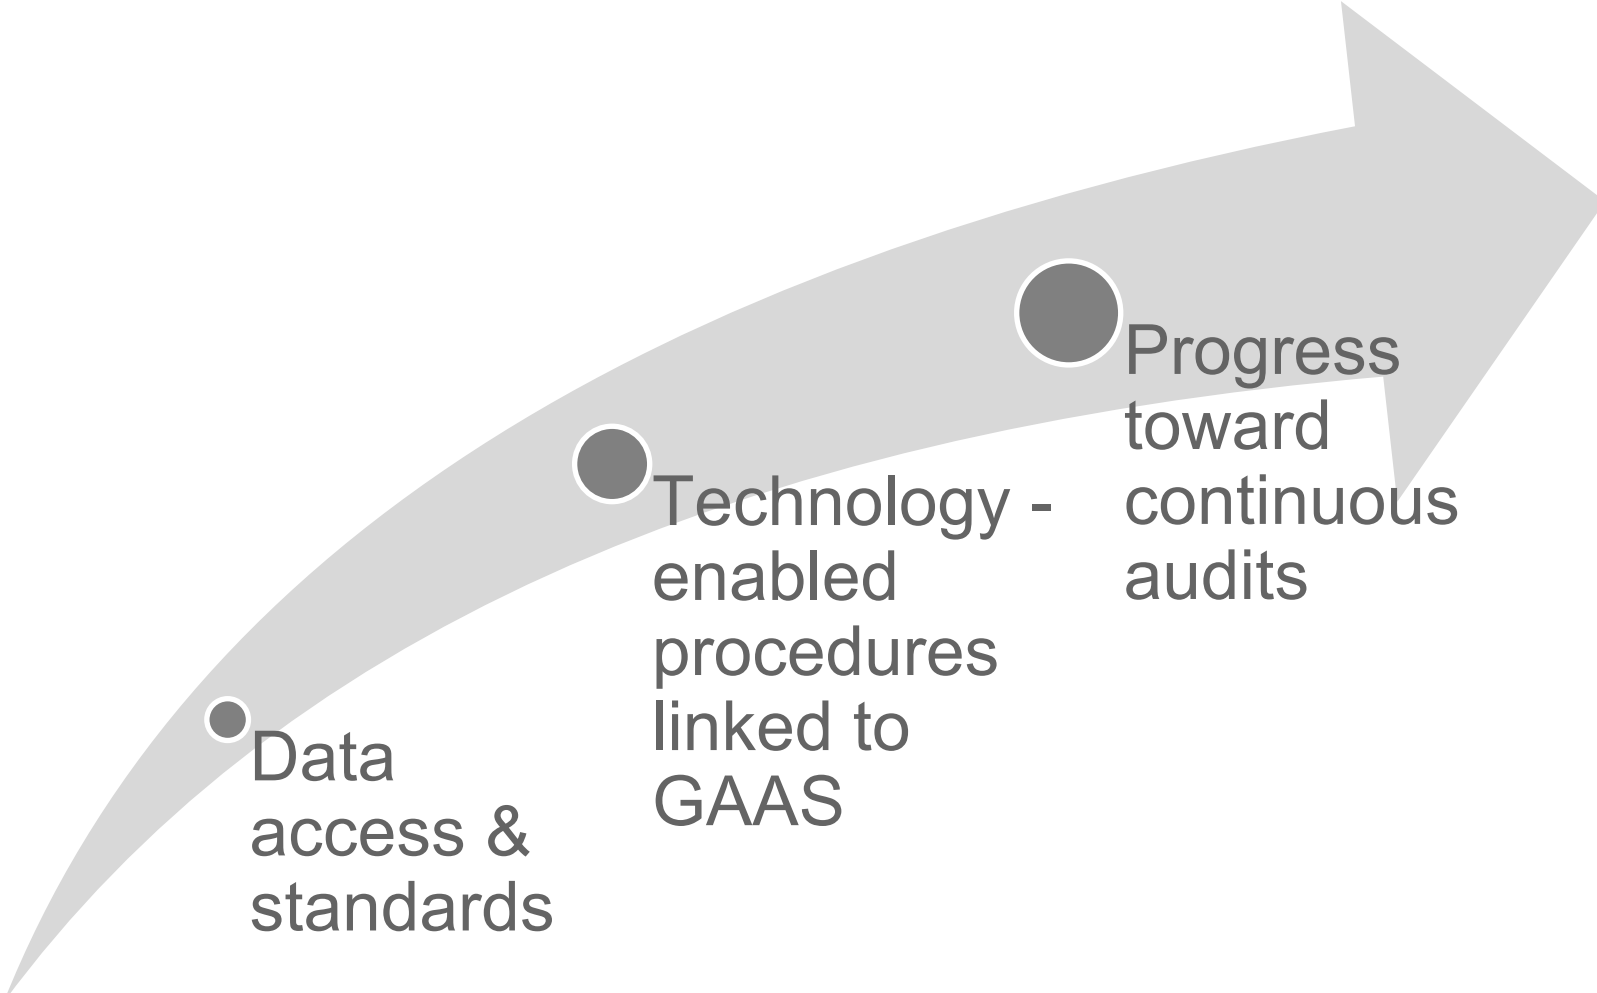 Data
access &
standards
Technology -
enabled
procedures
linked to
GAAS
Progress
toward
continuous
audits